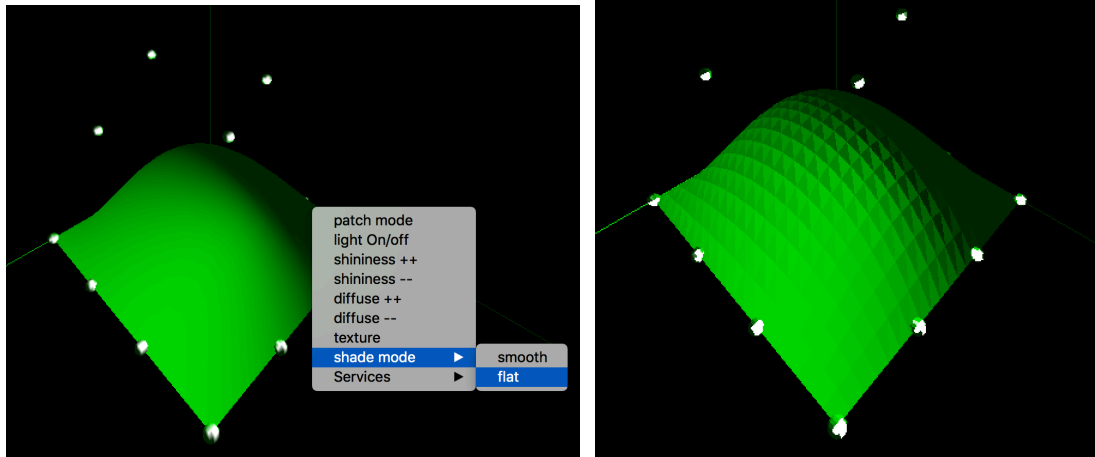 patch mode
light On/off
shininess ++
shininess --
diffuse ++
diffuse --
texture
shade mode ▶
smooth
Services ▶
flat